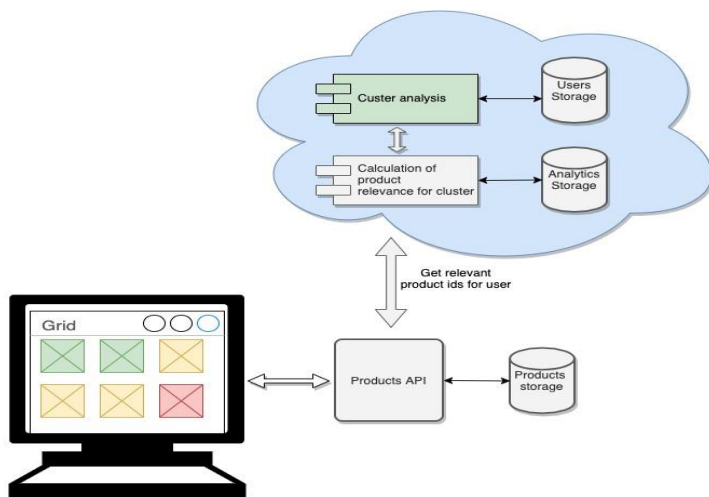 Custer analysis
Users
Storage
Calculation of
product
relevance for cluster
Analytics
Storage
Get relevant
product ids for user
Grid
Products API
Products
storage